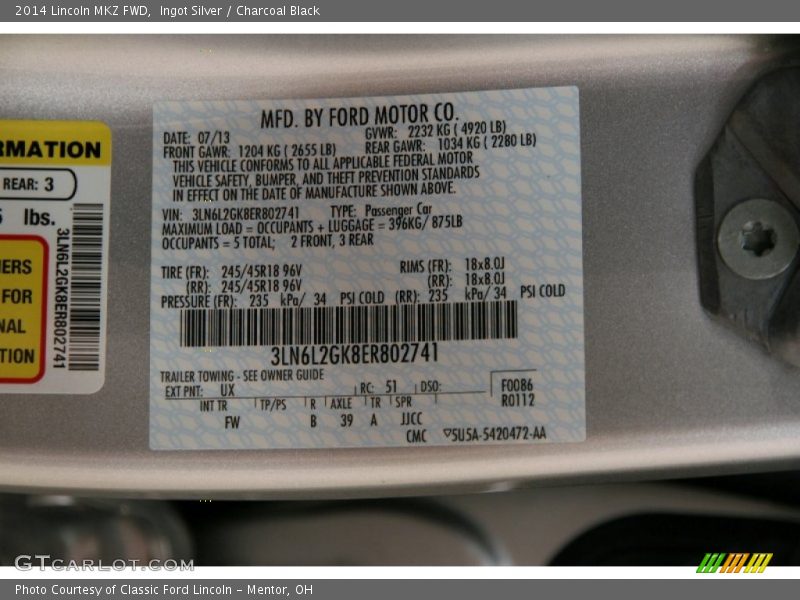 2014 Lincoln MKZ FWD,  Ingot Silver / Charcoal Black
RMATION
REAR: 3
lbs.
3LN6L2GK8ER802741
ERS
FOR
NAL
TION
MFD. BY FORD MOTOR CO.
DATE: 07/13 GVWR: 2232 KG ( 4920 LB)
FRONT GAWR: 1204 KG ( 2655 LB) REAR GAWR: 1034 KG ( 2280 LB)
THIS VEHICLE CONFORMS TO ALL APPLICABLE FEDERAL MOTOR
VEHICLE SAFETY, BUMPER, AND THEFT PREVENTION STANDARDS
IN EFFECT ON THE DATE OF MANUFACTURE SHOWN ABOVE.
VIN: 3LN6L2GK8ER802741 TYPE: Passenger Car
MAXIMUM LOAD = OCCUPANTS + LUGGAGE = 396KG/ 875LB
OCCUPANTS = 5 TOTAL; 2 FRONT, 3 REAR
TIRE (FR): 245/45R18 96V RIMS (FR): 18x8.0J
(RR): 245/45R18 96V (RR): 18x8.0J
PRESSURE (FR): 235 kPa/ 34 PSI COLD (RR): 235 kPa/ 34 PSI COLD
3LN6L2GK8ER802741
TRAILER TOWING - SEE OWNER GUIDE
EXT PNT: UX RC: 51 DSO: F0086
R0112
INT TR TP/PS R AXLE TR SPR
FW B 39 A JJCC
CMC ▽5U5A-5420472-AA
GTCARLOT.COM
Photo Courtesy of Classic Ford Lincoln - Mentor, OH